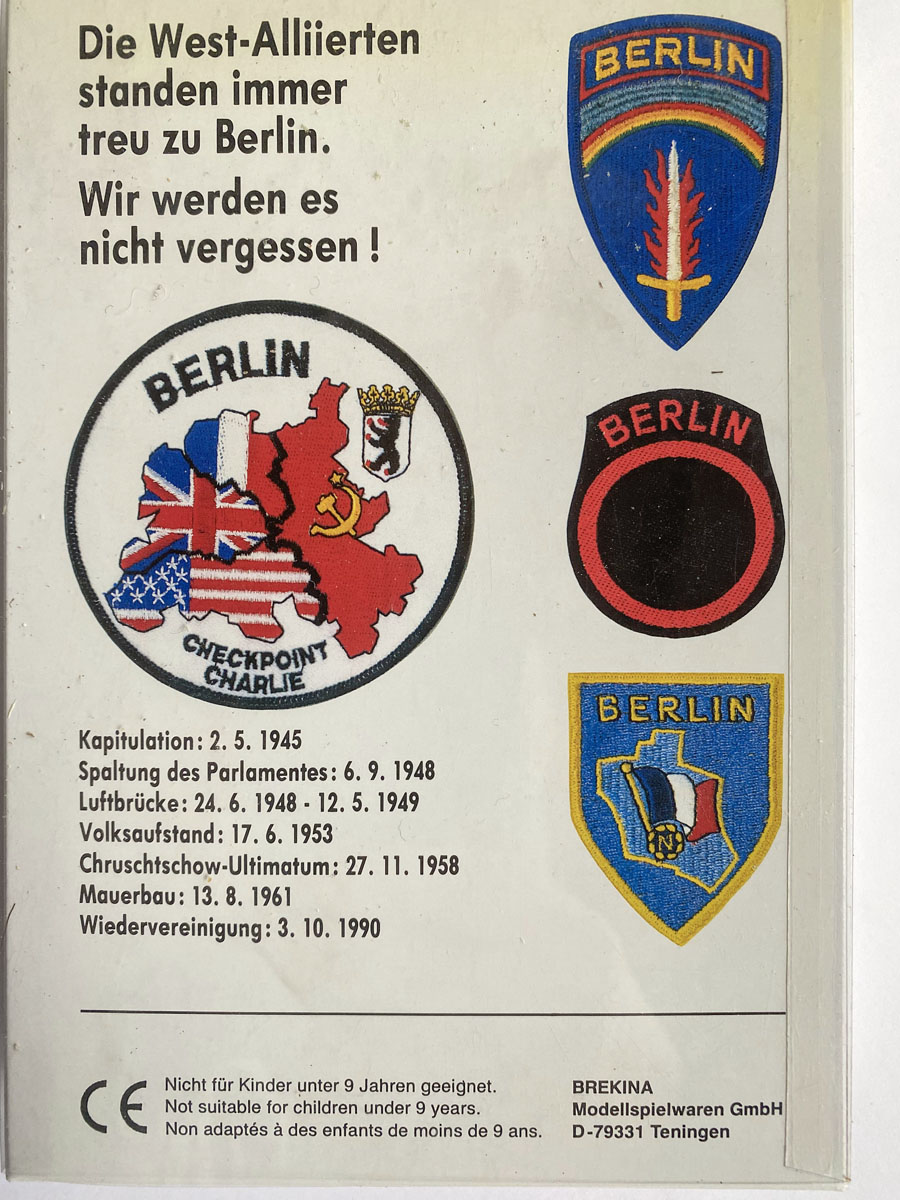 Die West-Alliierten
standen immer
treu zu Berlin.
Wir werden es
nicht vergessen !
BERLIN
BERLIN
CHECKPOINT
CHARLIE
BERLIN
BERLIN
N
Kapitulation: 2. 5. 1945
Spaltung des Parlamentes: 6. 9. 1948
Luftbrücke: 24. 6. 1948 - 12. 5. 1949
Volksaufstand: 17. 6. 1953
Chruschtschow-Ultimatum: 27. 11. 1958
Mauerbau: 13. 8. 1961
Wiedervereinigung: 3. 10. 1990
CE
Nicht für Kinder unter 9 Jahren geeignet.
Not suitable for children under 9 years.
Non adaptés à des enfants de moins de 9 ans.
BREKINA
Modellspielwaren GmbH
D-79331 Teningen